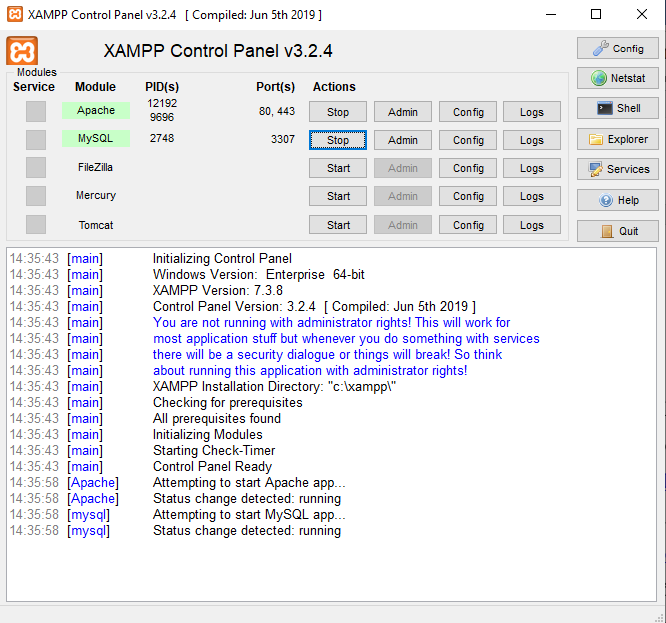 XAMPP Control Panel v3.2.4   [ Compiled: Jun 5th 2019 ]
XAMPP Control Panel v3.2.4
Config
Modules
Service Module PID(s) Port(s) Actions
Netstat
Apache 12192 9696 80, 443 Stop Admin Config Logs
Shell
MySQL 2748 3307 Stop Admin Config Logs
Explorer
FileZilla Start Admin Config Logs
Services
Mercury Start Admin Config Logs
Help
Tomcat Start Admin Config Logs
Quit
14:35:43 [main] Initializing Control Panel
14:35:43 [main] Windows Version:  Enterprise  64-bit
14:35:43 [main] XAMPP Version: 7.3.8
14:35:43 [main] Control Panel Version: 3.2.4  [ Compiled: Jun 5th 2019 ]
14:35:43 [main] You are not running with administrator rights! This will work for
14:35:43 [main] most application stuff but whenever you do something with services
14:35:43 [main] there will be a security dialogue or things will break! So think
14:35:43 [main] about running this application with administrator rights!
14:35:43 [main] XAMPP Installation Directory: "c:\xampp\"
14:35:43 [main] Checking for prerequisites
14:35:43 [main] All prerequisites found
14:35:43 [main] Initializing Modules
14:35:43 [main] Starting Check-Timer
14:35:43 [main] Control Panel Ready
14:35:58 [Apache] Attempting to start Apache app...
14:35:58 [Apache] Status change detected: running
14:35:58 [mysql] Attempting to start MySQL app...
14:35:58 [mysql] Status change detected: running